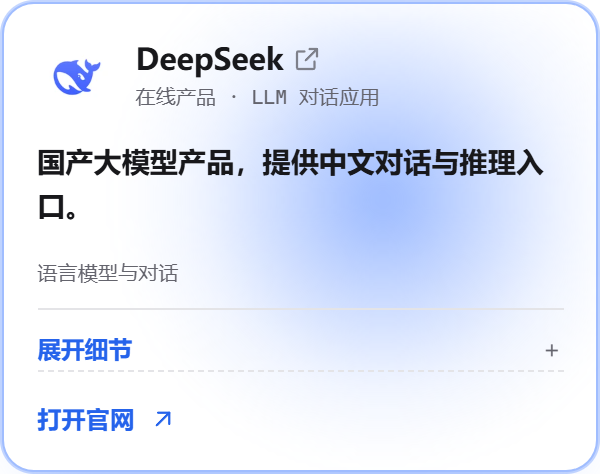 DeepSeek
在线产品 · LLM 对话应用
国产大模型产品，提供中文对话与推理入
口。
语言模型与对话
展开细节 +
打开官网